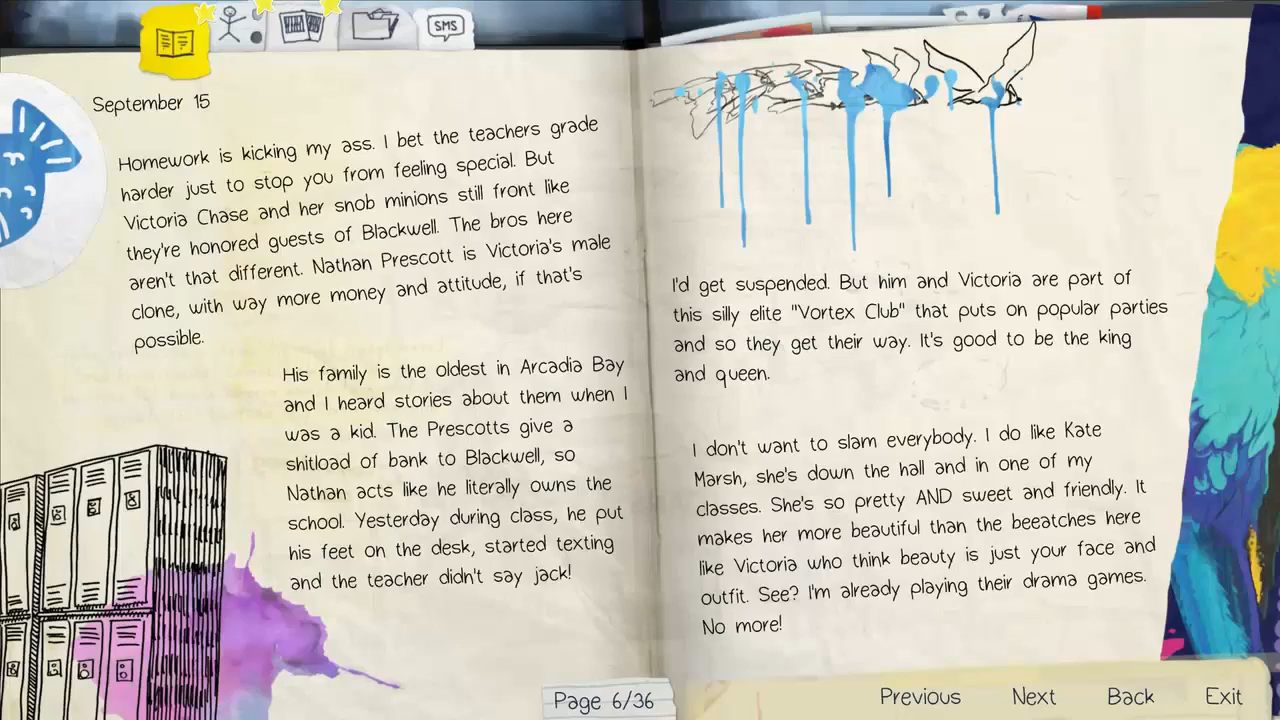 SMS
September 15
Homework is kicking my ass. I bet the teachers grade
harder just to stop you from feeling special. But
Victoria Chase and her snob minions still front like
they're honored guests of Blackwell. The bros here
aren't that different. Nathan Prescott is Victoria's male
clone, with way more money and attitude, if that's
possible.
His family is the oldest in Arcadia Bay
and I heard stories about them when I
was a kid. The Prescotts give a
shitload of bank to Blackwell, so
Nathan acts like he literally owns the
school. Yesterday during class, he put
his feet on the desk, started texting
and the teacher didn't say jack!
I'd get suspended. But him and Victoria are part of
this silly elite "Vortex Club" that puts on popular parties
and so they get their way. It's good to be the king
and queen.
I don't want to slam everybody. I do like Kate
Marsh, she's down the hall and in one of my
classes. She's so pretty AND sweet and friendly. It
makes her more beautiful than the beeatches here
like Victoria who think beauty is just your face and
outfit. See? I'm already playing their drama games.
No more!
Page 6/36
Previous Next Back Exit